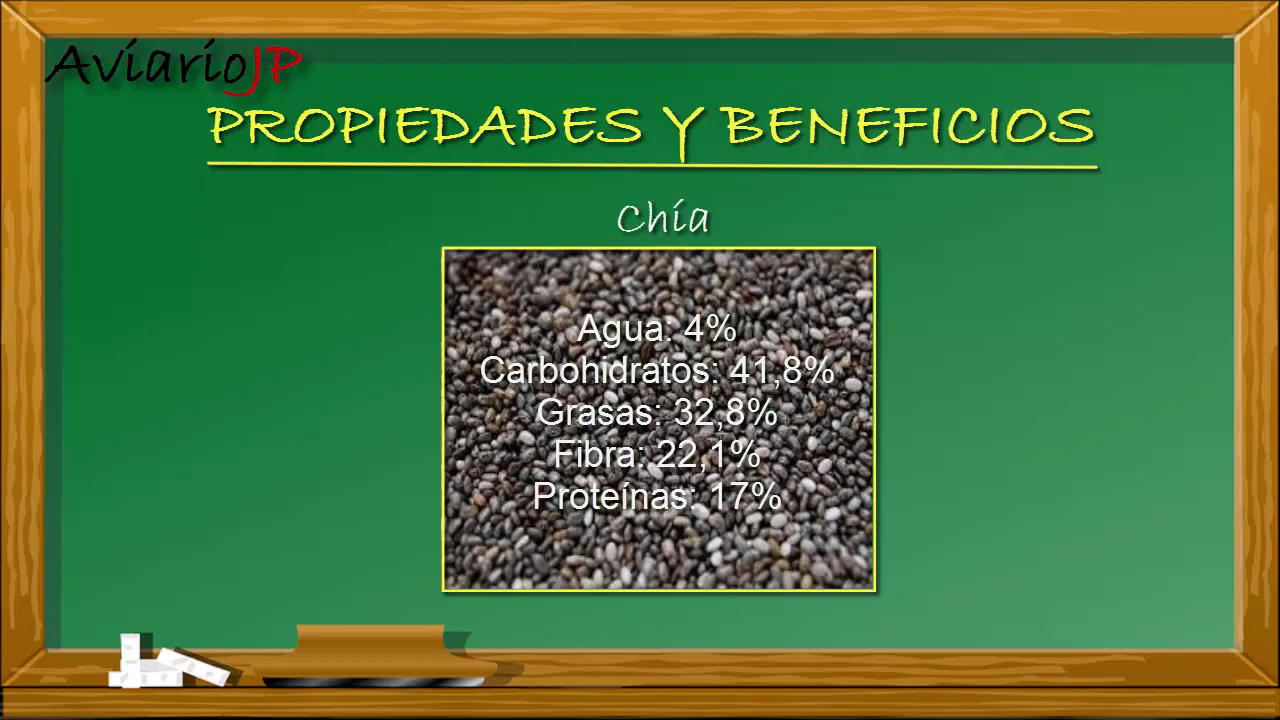 AviarioJP
PROPIEDADES Y BENEFICIOS
Chía
Agua: 4%
Carbohidratos: 41,8%
Grasas: 32,8%
Fibra: 22,1%
Proteínas: 17%